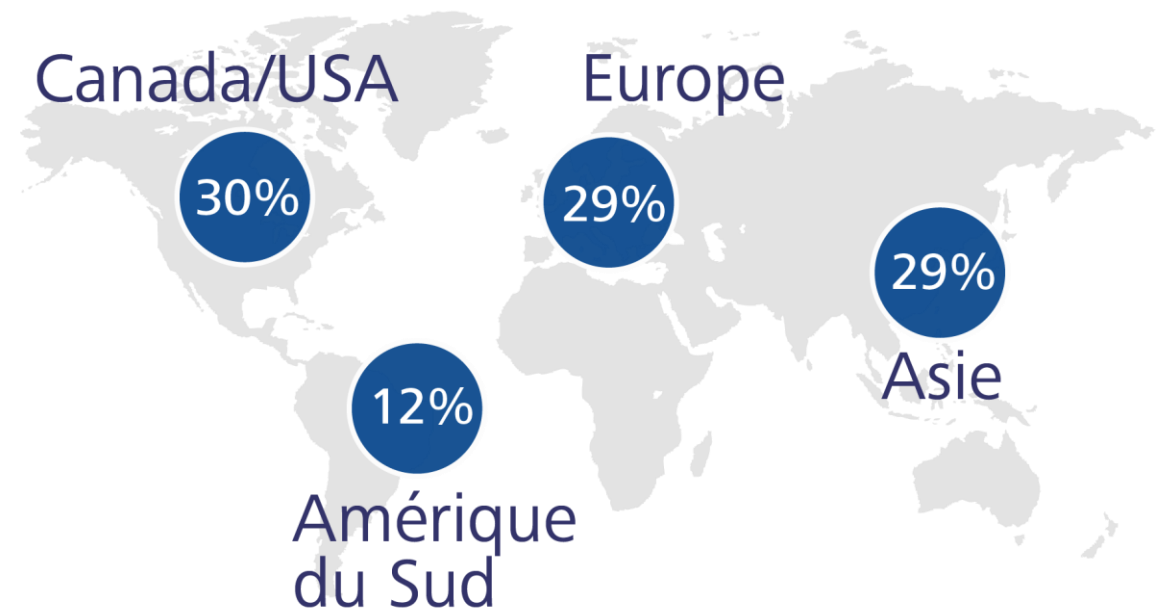 Canada/USA
30%
Europe
29%
29%
Asie
12%
Amérique
du Sud